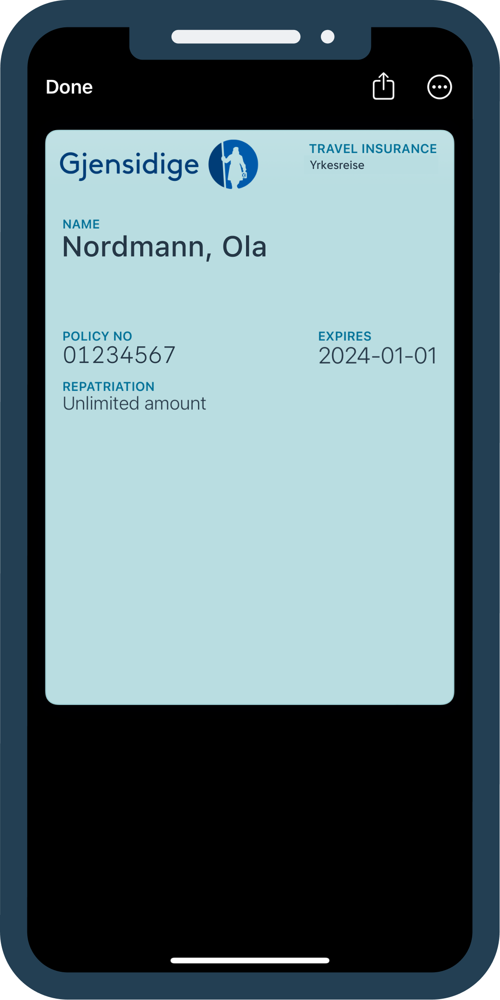 Done
Gjensidige
TRAVEL INSURANCE
Yrkesreise
NAME
Nordmann, Ola
POLICY NO
01234567
EXPIRES
2024-01-01
REPATRIATION
Unlimited amount